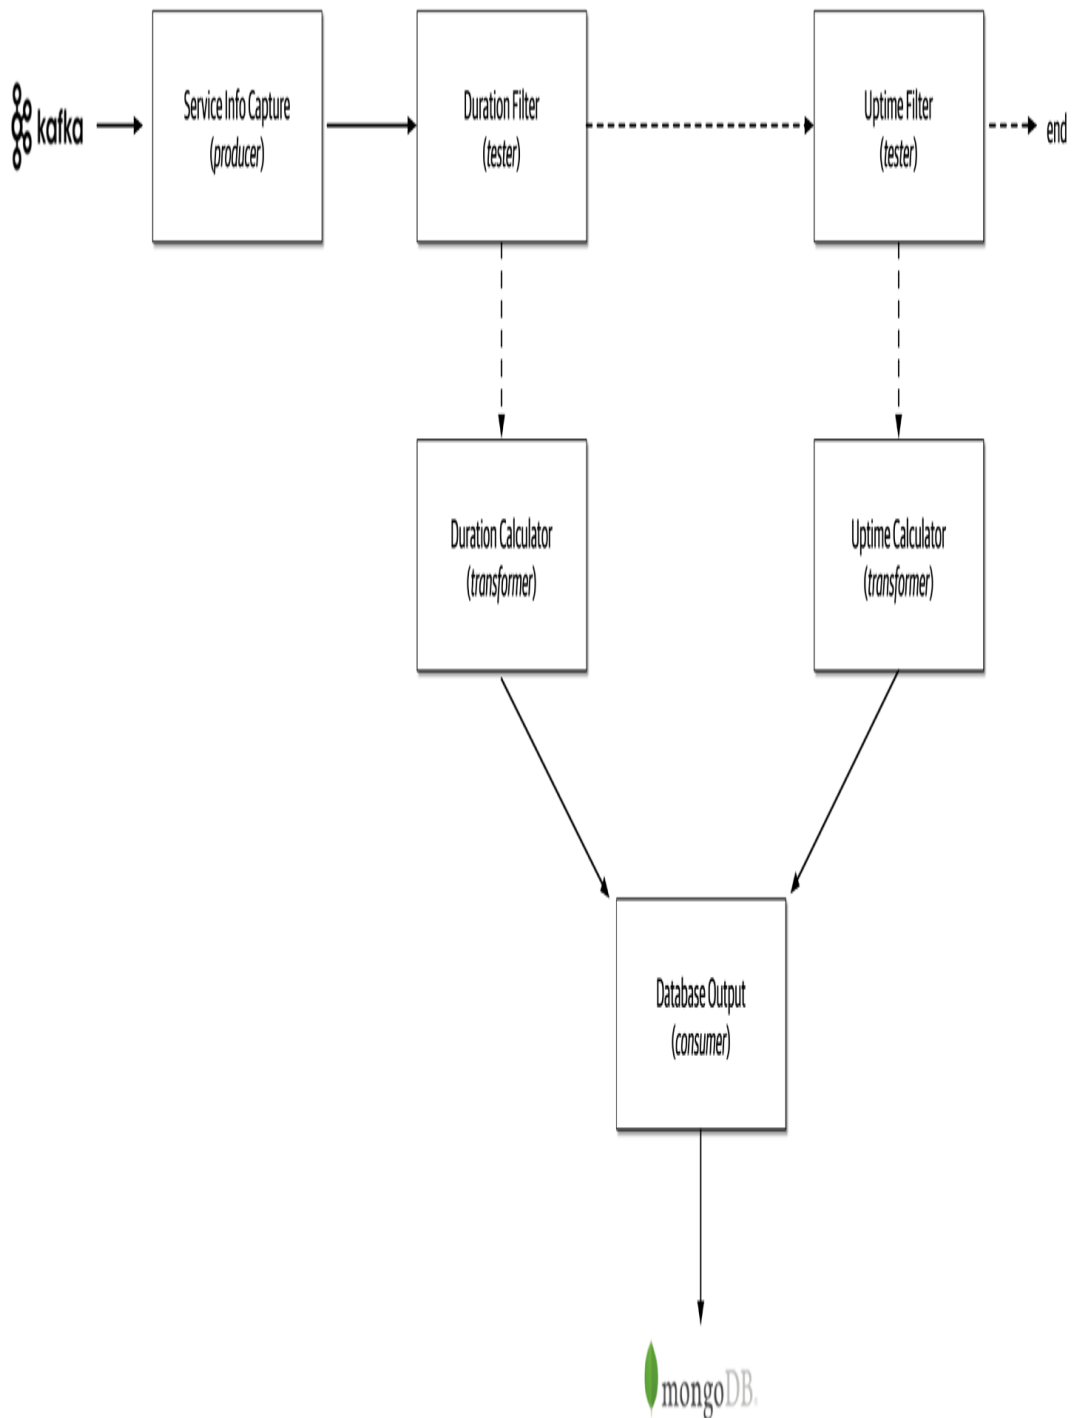 kafka
Service Info Capture
(producer)
Duration Filter
(tester)
Uptime Filter
(tester)
end
Duration Calculator
(transformer)
Uptime Calculator
(transformer)
Database Output
(consumer)
mongoDB.